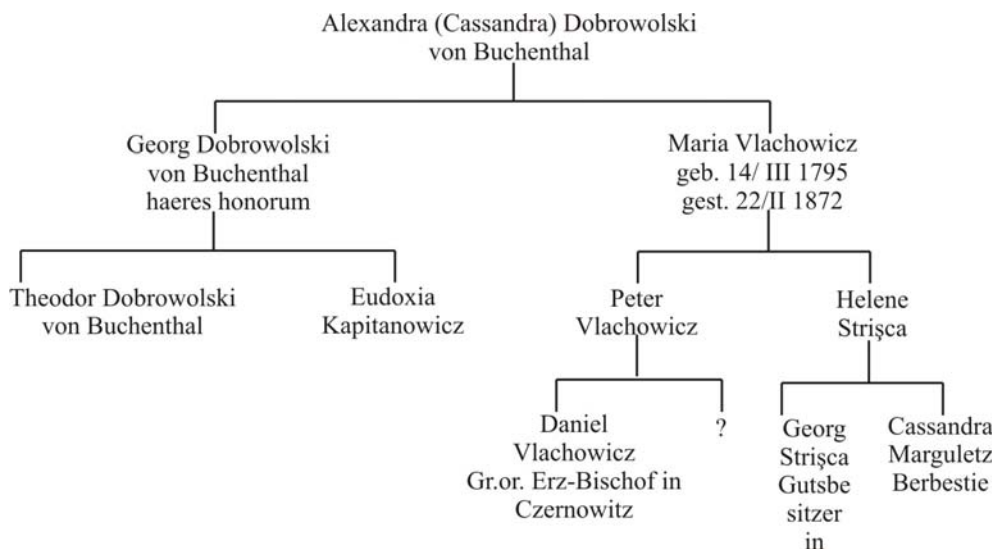 Alexandra (Cassandra) Dobrowolski
von Buchenthal
Georg Dobrowolski
von Buchenthal
haeres honorum
Maria Vlachowicz
geb. 14/ III 1795
gest. 22/II 1872
Theodor Dobrowolski
von Buchenthal
Eudoxia
Kapitanowicz
Peter
Vlachowicz
Helene
Strişca
Daniel
Vlachowicz
Gr.or. Erz-Bischof in
Czernowitz
?
Georg
Strişca
Gutsbe
sitzer
in
Cassandra
Marguletz
Berbestie